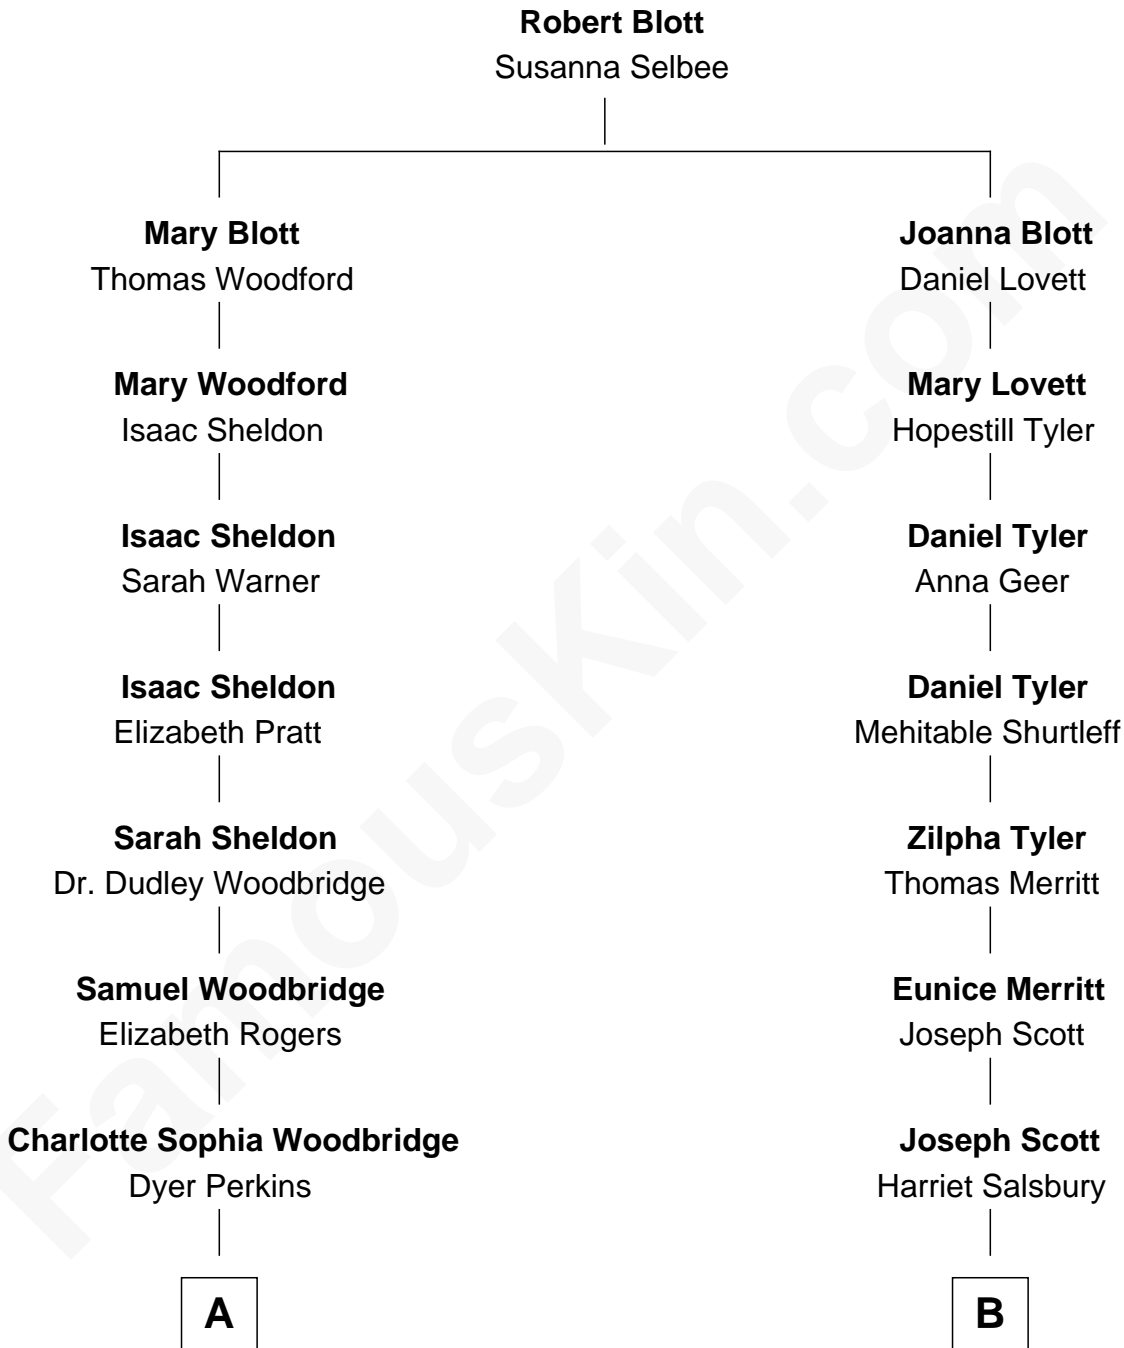 Robert Blott
Susanna Selbee
Mary Blott
Thomas Woodford
Joanna Blott
Daniel Lovett
Mary Woodford
Isaac Sheldon
Mary Lovett
Hopestill Tyler
Isaac Sheldon
Sarah Warner
Daniel Tyler
Anna Geer
Isaac Sheldon
Elizabeth Pratt
Daniel Tyler
Mehitable Shurtleff
Sarah Sheldon
Dr. Dudley Woodbridge
Zilpha Tyler
Thomas Merritt
Samuel Woodbridge
Elizabeth Rogers
Eunice Merritt
Joseph Scott
Charlotte Sophia Woodbridge
Dyer Perkins
Joseph Scott
Harriet Salsbury
A
B
FamousKin.com